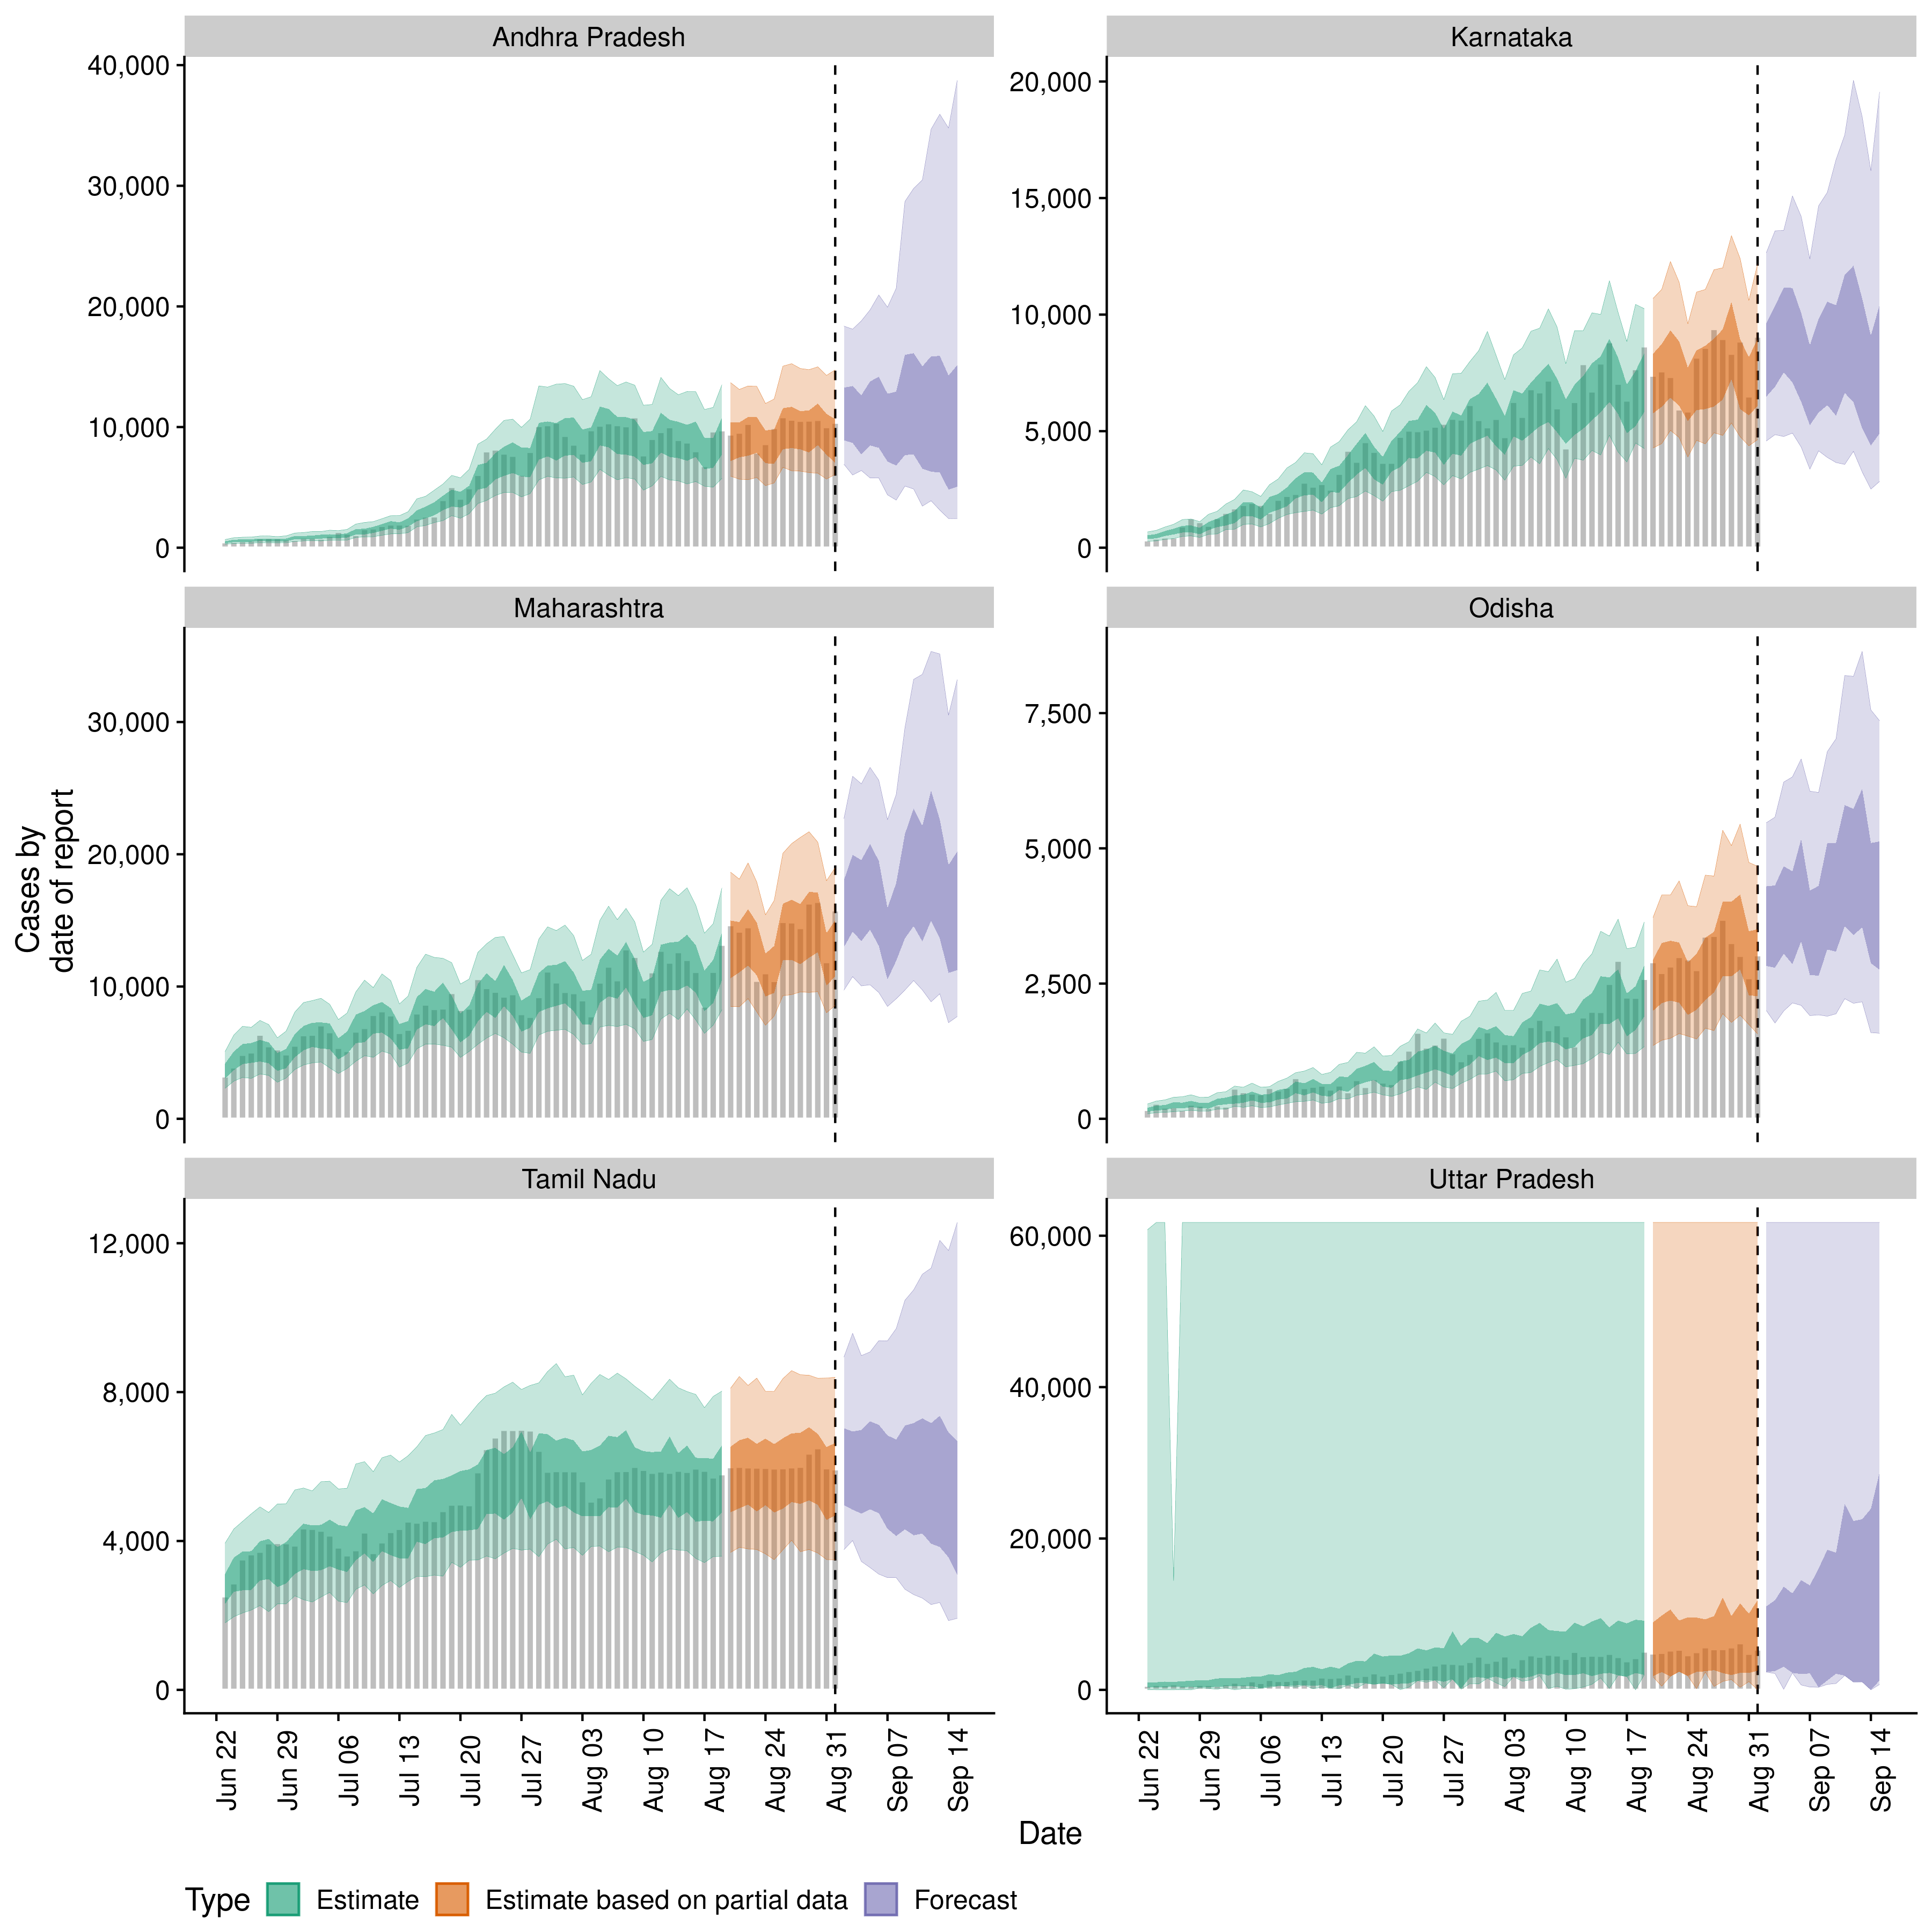 Andhra Pradesh
Karnataka
40,000
30,000
20,000
10,000
0
20,000
15,000
10,000
5,000
0
Maharashtra
Odisha
30,000
20,000
10,000
0
7,500
5,000
2,500
0
Tamil Nadu
Uttar Pradesh
12,000
8,000
4,000
0
60,000
40,000
20,000
0
Cases by
date of report
Jun 22
Jun 29
Jul 06
Jul 13
Jul 20
Jul 27
Aug 03
Aug 10
Aug 17
Aug 24
Aug 31
Sep 07
Sep 14
Jun 22
Jun 29
Jul 06
Jul 13
Jul 20
Jul 27
Aug 03
Aug 10
Aug 17
Aug 24
Aug 31
Sep 07
Sep 14
Date
Type Estimate Estimate based on partial data Forecast